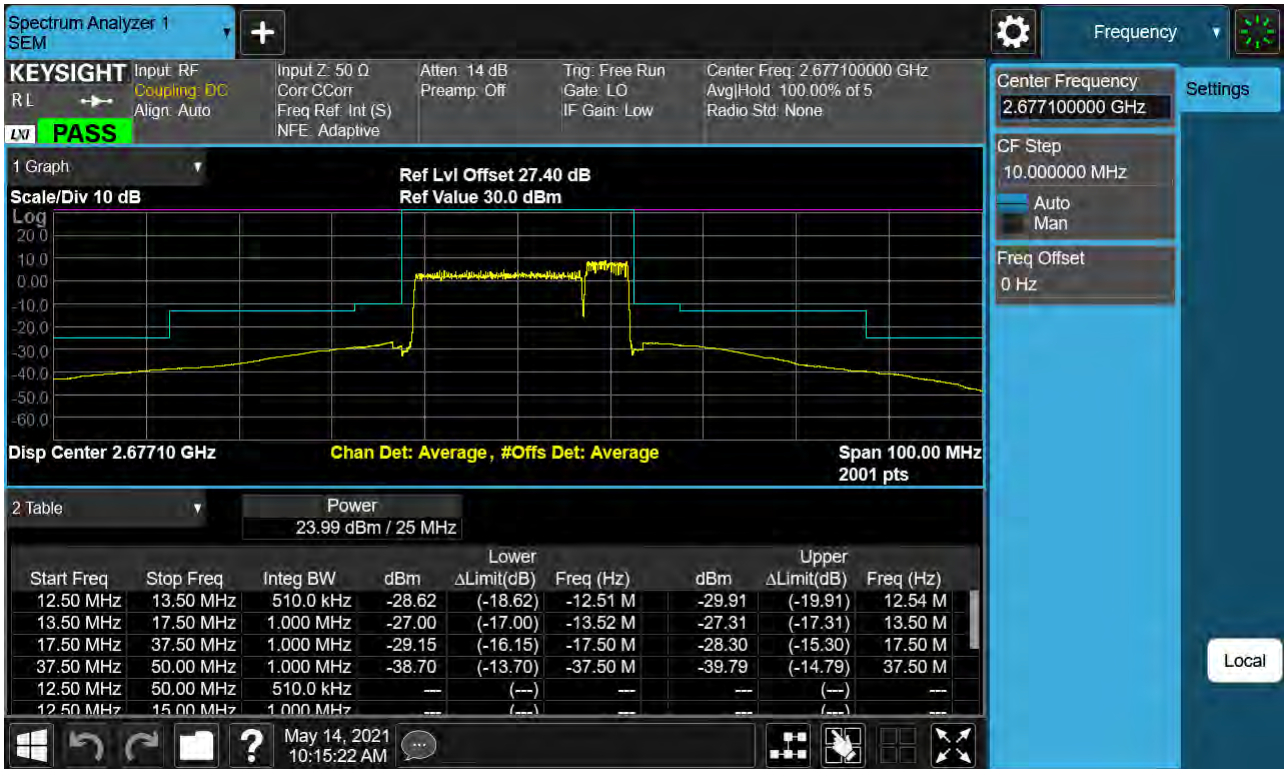 Spectrum Analyzer 1
SEM
Frequency
KEYSIGHT
R L
LXI
PASS
Input: RF
Coupling: DC
Align: Auto
Input Z: 50 Ω
Corr CCorr
Freq Ref: Int (S)
NFE: Adaptive
Atten: 14 dB
Preamp: Off
Trig: Free Run
Gate: LO
IF Gain: Low
Center Freq: 2.677100000 GHz
Avg|Hold: 100.00% of 5
Radio Std: None
Center Frequency
2.677100000 GHz
Settings
CF Step
10.000000 MHz
Auto
Man
Freq Offset
0 Hz
1 Graph
Scale/Div 10 dB
Ref Lvl Offset 27.40 dB
Ref Value 30.0 dBm
Log
20.0
10.0
0.00
-10.0
-20.0
-30.0
-40.0
-50.0
-60.0
Disp Center 2.67710 GHz
Chan Det: Average, #Offs Det: Average
Span 100.00 MHz
2001 pts
2 Table
Power
23.99 dBm / 25 MHz
Lower Upper
Start Freq Stop Freq Integ BW dBm ΔLimit(dB) Freq (Hz) dBm ΔLimit(dB) Freq (Hz)
12.50 MHz 13.50 MHz 510.0 kHz -28.62 (-18.62) -12.51 M -29.91 (-19.91) 12.54 M
13.50 MHz 17.50 MHz 1.000 MHz -27.00 (-17.00) -13.52 M -27.31 (-17.31) 13.50 M
17.50 MHz 37.50 MHz 1.000 MHz -29.15 (-16.15) -17.50 M -28.30 (-15.30) 17.50 M
37.50 MHz 50.00 MHz 1.000 MHz -38.70 (-13.70) -37.50 M -39.79 (-14.79) 37.50 M
12.50 MHz 50.00 MHz 510.0 kHz --- (---) --- --- (---) ---
12.50 MHz 15.00 MHz 1.000 MHz --- (---) --- --- (---) ---
Local
May 14, 2021
10:15:22 AM